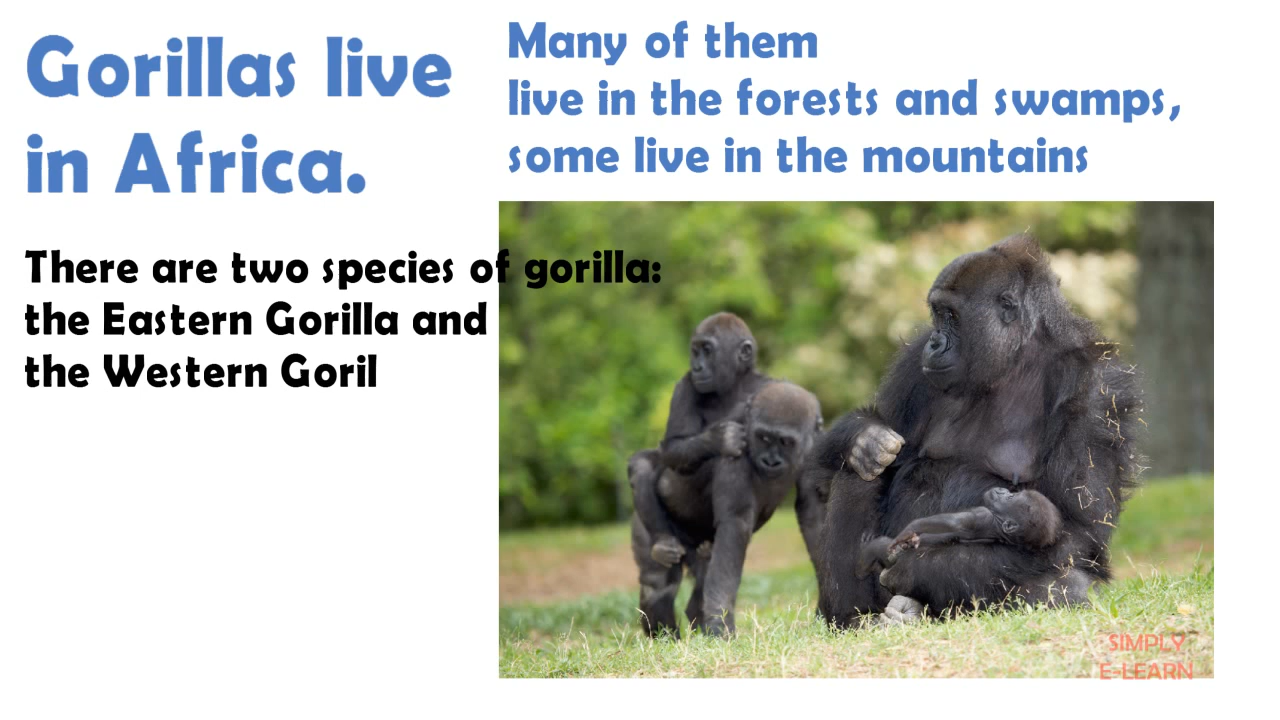 Gorillas live
in Africa.
Many of them
live in the forests and swamps,
some live in the mountains
There are two species of gorilla:
the Eastern Gorilla and
the Western Goril
SIMPLY
E-LEARN